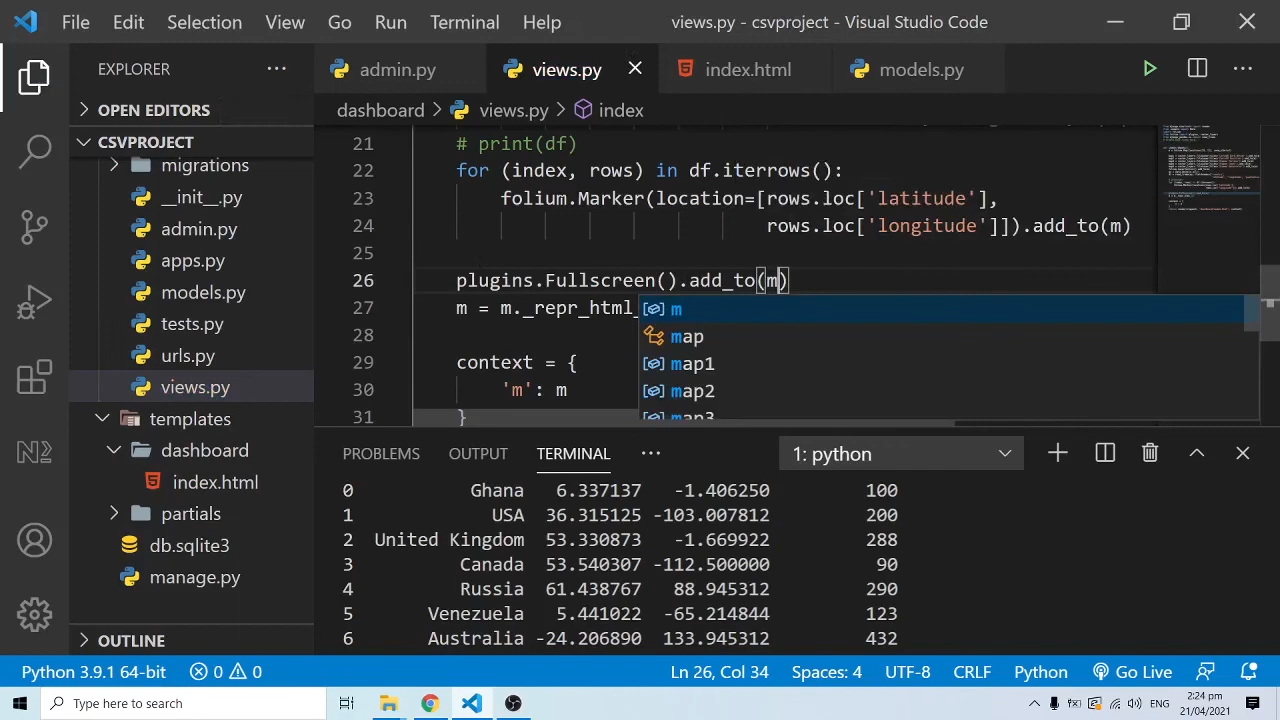 File Edit Selection View Go Run Terminal Help views.py - csvproject - Visual Studio Code
EXPLORER
admin.py views.py index.html models.py
OPEN EDITORS
dashboard views.py index
CSVPROJECT
migrations
__init__.py
admin.py
apps.py
models.py
tests.py
urls.py
views.py
templates
dashboard
index.html
partials
db.sqlite3
manage.py
OUTLINE
21 # print(df)
22 for (index, rows) in df.iterrows():
23 folium.Marker(location=[rows.loc['latitude'],
24 rows.loc['longitude']]).add_to(m)
25
26 plugins.Fullscreen().add_to(m)
27 m = m._repr_html_
28
29 context = {
30 'm': m
31 }
m
map
map1
map2
map3
PROBLEMS OUTPUT TERMINAL 1: python
0 Ghana 6.337137 -1.406250 100
1 USA 36.315125 -103.007812 200
2 United Kingdom 53.330873 -1.669922 288
3 Canada 53.540307 -112.500000 90
4 Russia 61.438767 88.945312 290
5 Venezuela 5.441022 -65.214844 123
6 Australia -24.206890 133.945312 432
Python 3.9.1 64-bit 0 0 Ln 26, Col 34 Spaces: 4 UTF-8 CRLF Python Go Live
Type here to search
ENG
2:24 pm
21/04/2021